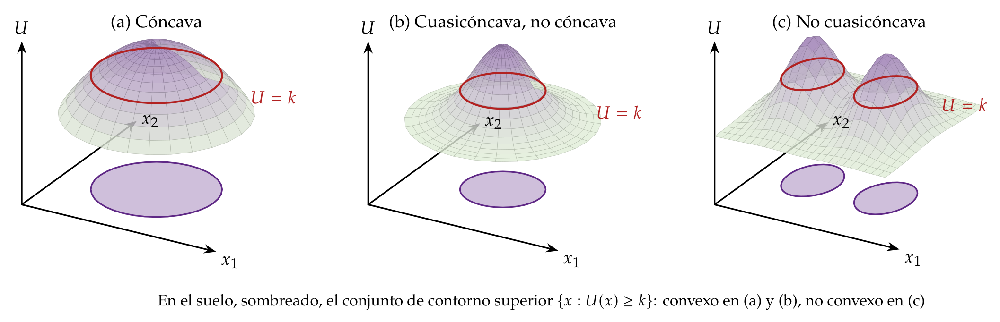 (a) Cóncava
U
U = k
x₂
x₁
(b) Cuasicóncava, no cóncava
U
U = k
x₂
x₁
(c) No cuasicóncava
U
U = k
x₂
x₁
En el suelo, sombreado, el conjunto de contorno superior {x : U(x) ≥ k}: convexo en (a) y (b), no convexo en (c)